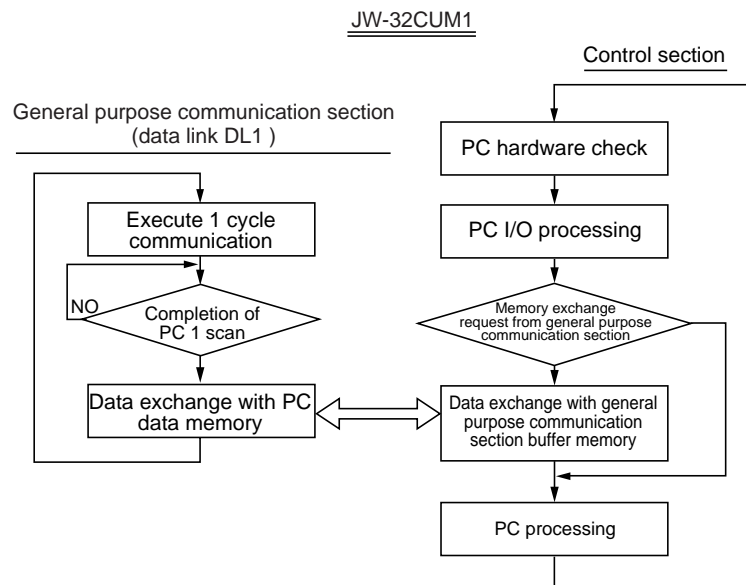 JW-32CUM1
General purpose communication section
(data link DL1 )
Execute 1 cycle
communication
NO
Completion of
PC 1 scan
Data exchange with PC
data memory
Control section
PC hardware check
PC I/O processing
Memory exchange
request from general purpose
communication section
Data exchange with general
purpose communication
section buffer memory
PC processing